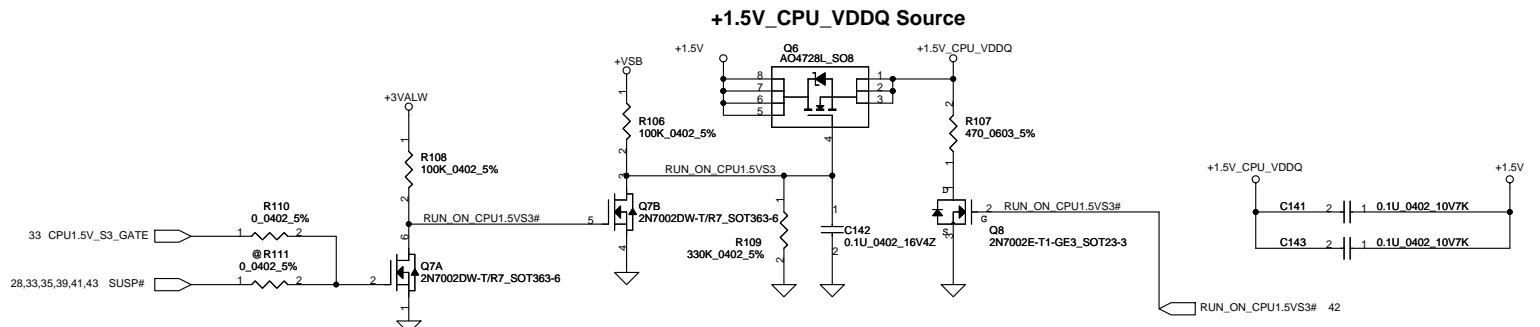 +1.5V_CPU_VDDQ Source
+1.5V
Q6
AO4728L_SO8
+1.5V_CPU_VDDQ
+VSB
8
7
6
5
1
2
3
4
+3VALW
1
R106
100K_0402_5%
2
2
R107
470_0603_5%
1
1
R108
100K_0402_5%
2
RUN_ON_CPU1.5VS3
+1.5V_CPU_VDDQ
+1.5V
3
Q7B
2N7002DW-T/R7_SOT363-6
5
4
RUN_ON_CPU1.5VS3#
1
R109
330K_0402_5%
2
1
C142
0.1U_0402_16V4Z
2
D
2
G
S
1
3
RUN_ON_CPU1.5VS3#
Q8
2N7002E-T1-GE3_SOT23-3
C141 2 1 0.1U_0402_10V7K
C143 2 1 0.1U_0402_10V7K
R110
0_0402_5%
33 CPU1.5V_S3_GATE
1 2
@R111
0_0402_5%
28,33,35,39,41,43 SUSP#
1 2
6
2
Q7A
2N7002DW-T/R7_SOT363-6
1
RUN_ON_CPU1.5VS3# 42